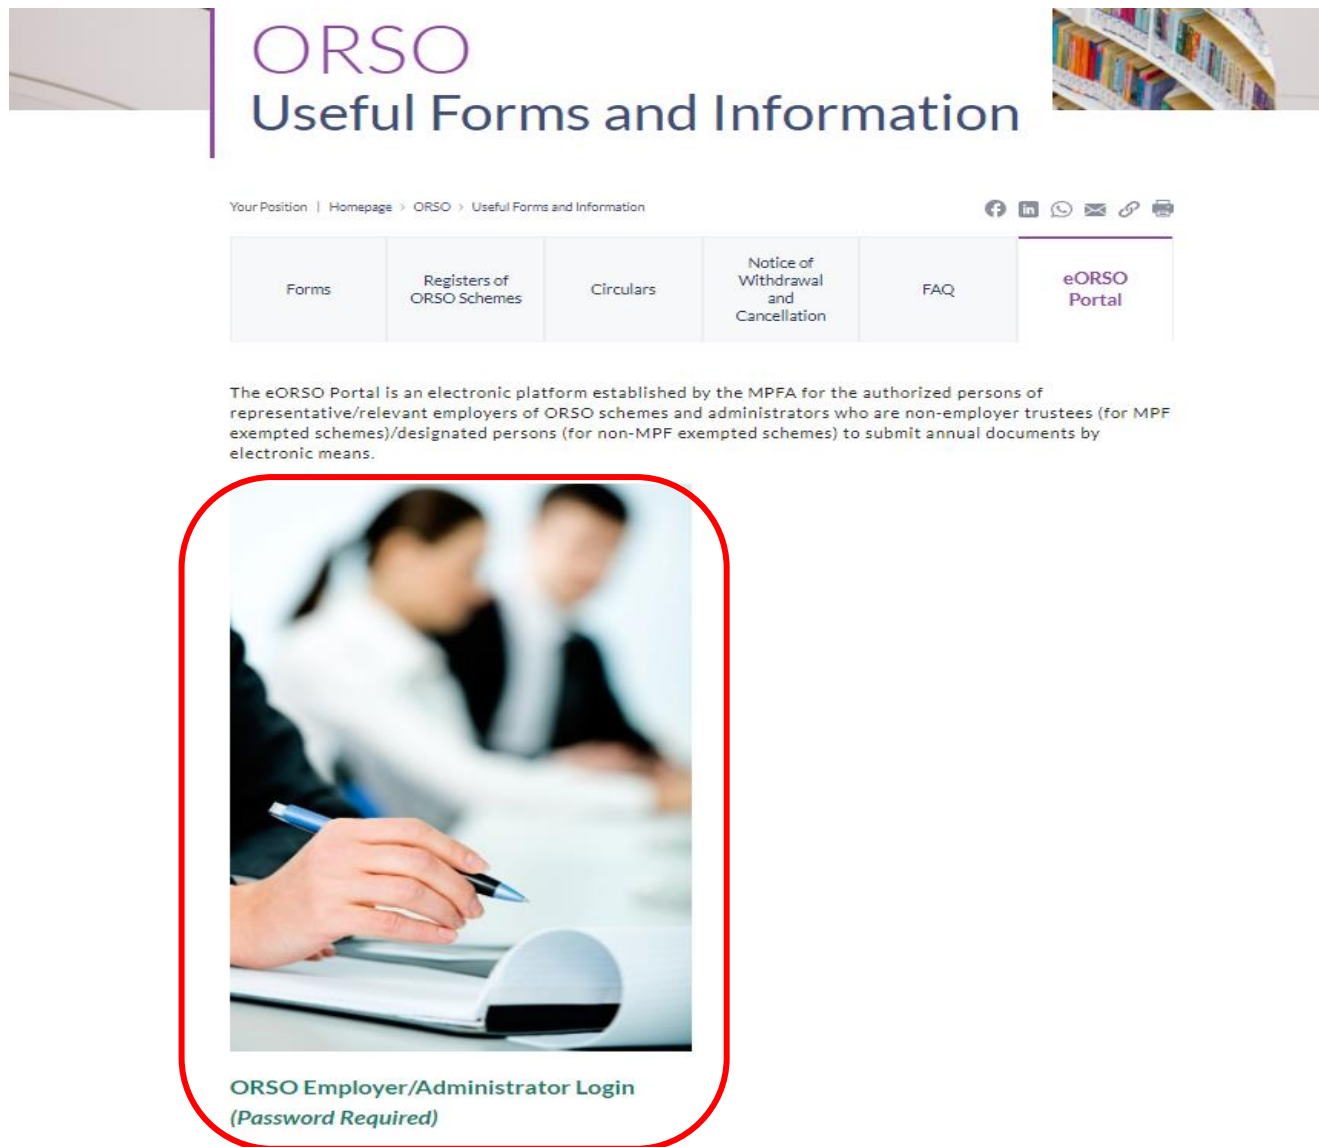 ORSO
Useful Forms and Information
Your Position | Homepage > ORSO > Useful Forms and Information
Forms
Registers of
ORSO Schemes
Circulars
Notice of
Withdrawal
and
Cancellation
FAQ
eORSO
Portal
The eORSO Portal is an electronic platform established by the MPFA for the authorized persons of
representative/relevant employers of ORSO schemes and administrators who are non-employer trustees (for MPF
exempted schemes)/designated persons (for non-MPF exempted schemes) to submit annual documents by
electronic means.
ORSO Employer/Administrator Login
(Password Required)